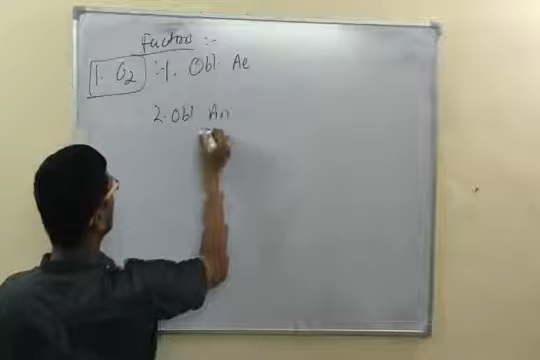 Factors :-
1. O₂ :- 1. Obl. Ae
2. Obl An